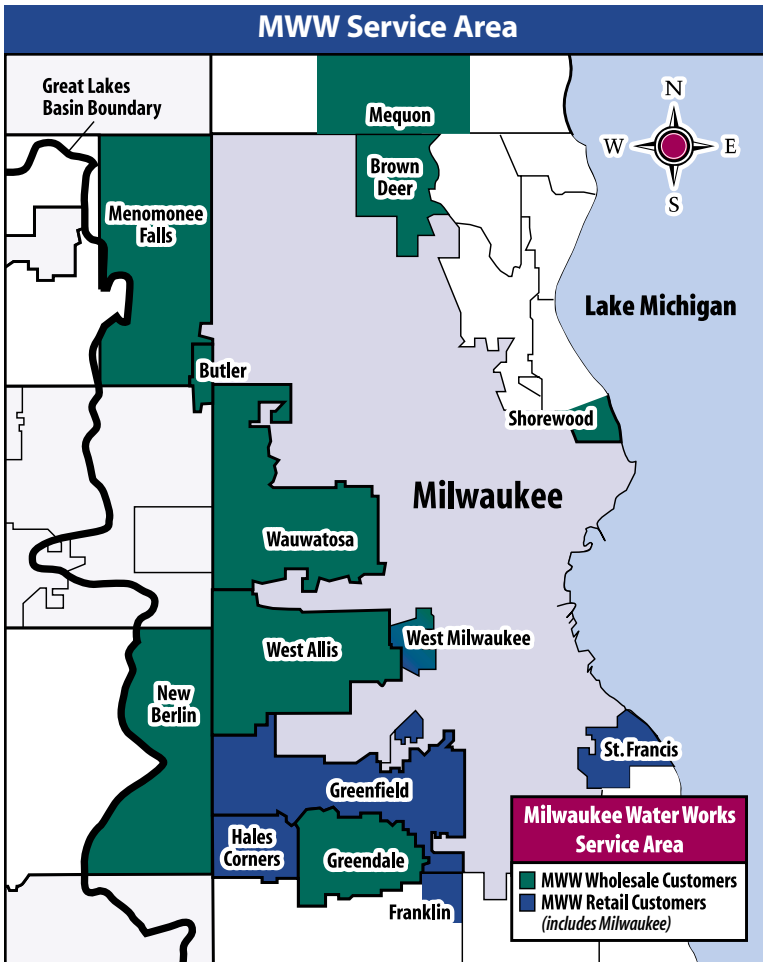 MWW Service Area
Great Lakes
Basin Boundary
Mequon
N
W
E
S
Brown
Deer
Menomonee
Falls
Lake Michigan
Butler
Shorewood
Milwaukee
Wauwatosa
West Allis
West Milwaukee
New
Berlin
St. Francis
Greenfield
Hales
Corners
Greendale
Franklin
Milwaukee Water Works
Service Area
MWW Wholesale Customers
MWW Retail Customers
(includes Milwaukee)